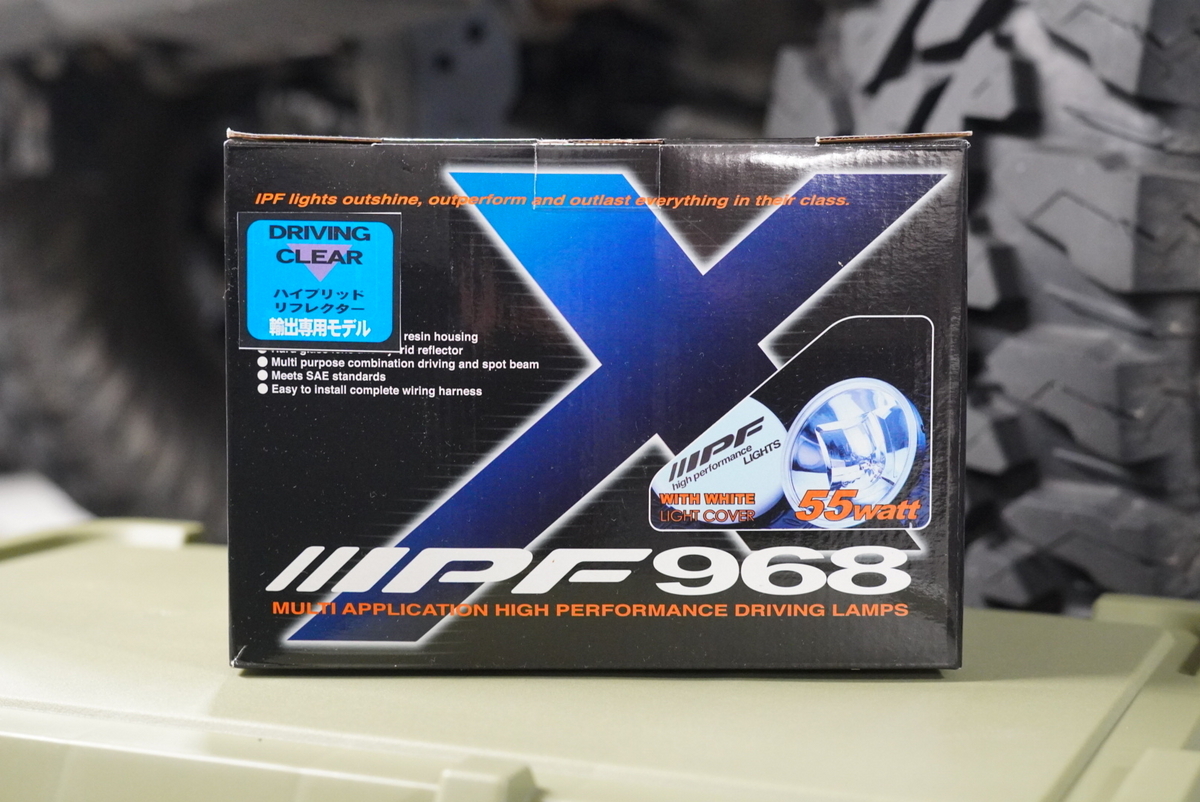 IPF lights outshine, outperform and outlast everything in their class.
DRIVING
CLEAR
ハイブリッド
リフレクター
輸出専用モデル
resin housing
reflector
Multi purpose combination driving and spot beam
Meets SAE standards
Easy to install complete wiring harness
IPF
high performance
LIGHTS
WITH WHITE
LIGHT COVER
55watt
IPF 968
MULTI APPLICATION HIGH PERFORMANCE DRIVING LAMPS